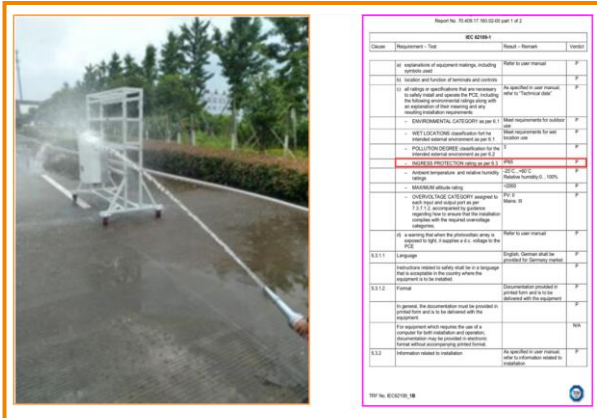 Report No. 70.409.17.160.02-00 part 1 of 2
IEC 62109-1
Clause Requirement – Test Result – Remark Verdict
a) explanations of equipment makings, including Refer to user manual P
symbols used
b) location and function of terminals and controls P
c) all ratings or specifications that are necessary As specified in user manual, P
to safely install and operate the PCE, including refer to "Technical data"
the following environmental ratings along with
an explanation of their meaning and any
resulting installation requirements:
– ENVIRONMENTAL CATEGORY as per 6.1 Meet requirements for outdoor P
use
– WET LOCATIONS classification fort he Meet requirements for wet P
intended external environment as per 6.1 location use
– POLLUTION DEGREE classification for the P
intended external environment as per 6.2
– INGRESS PROTECTION rating as per 6.3 IP65 P
– Ambient temperature and relative humidity P
ratings Relative humidity:0…100%
– MAXIMUM altitude rating P
– OVERVOLTAGE CATEGORY assigned to PV: II P
each input and output port as per Mains: III
7.3.7.1.2, accompanied by guidance
regarding how to ensure that the installation
complies with the required overvoltage
categories;
d) a warning that when the photovoltaic array is Refer to user manual P
exposed to light, it supplies a d.c. voltage to the
PCE
5.3.1.1 Language English, German shall be P
provided for Germany market
Instructions related to safety shall be in a language P
that is acceptable in the country where the
equipment is to be installed.
5.3.1.2 Format Documentation provided in P
printed form and is to be
delivered with the equipment
In general, the documentation must be provided in P
printed form and is to be delivered with the
equipment.
For equipment which requires the use of a N/A
computer for both installation and operation,
documentation may be provided in electronic
format without accompanying printed format.
5.3.2 Information related to installation As specified in user manual, P
refer to information related to
installation
TRF No. IEC62109_1B